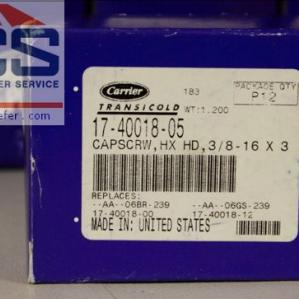 CS
ER SERVICE
efer.com
Carrier
TRANSICOLD
183
WT:1.200
PACKAGE QTY
P12
17-40018-05
CAPSCRW,HX HD,3/8-16 X 3
REPLACES:
--AA--06BR-239 --AA--06GS-239
17-40018-00 17-40018-12
MADE IN: UNITED STATES